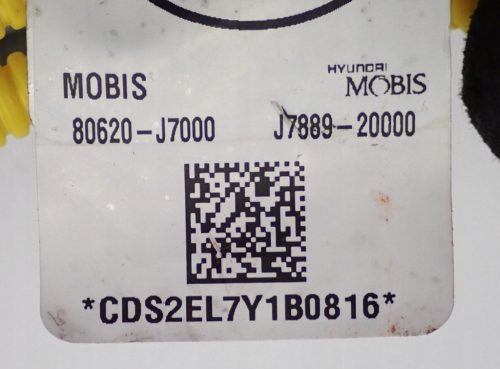 HYUNDAI
MOBIS MOBIS
80620-J7000 J7889-20000
*CDS2EL7Y1B0816*